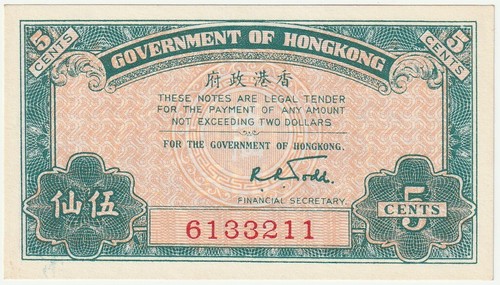 5 CENTS
GOVERNMENT OF HONGKONG
5 CENTS
府政港香
THESE NOTES ARE LEGAL TENDER
FOR THE PAYMENT OF ANY AMOUNT
NOT EXCEEDING TWO DOLLARS
FOR THE GOVERNMENT OF HONGKONG.
R. R. Todd.
FINANCIAL SECRETARY.
仙伍
6133211
5
CENTS